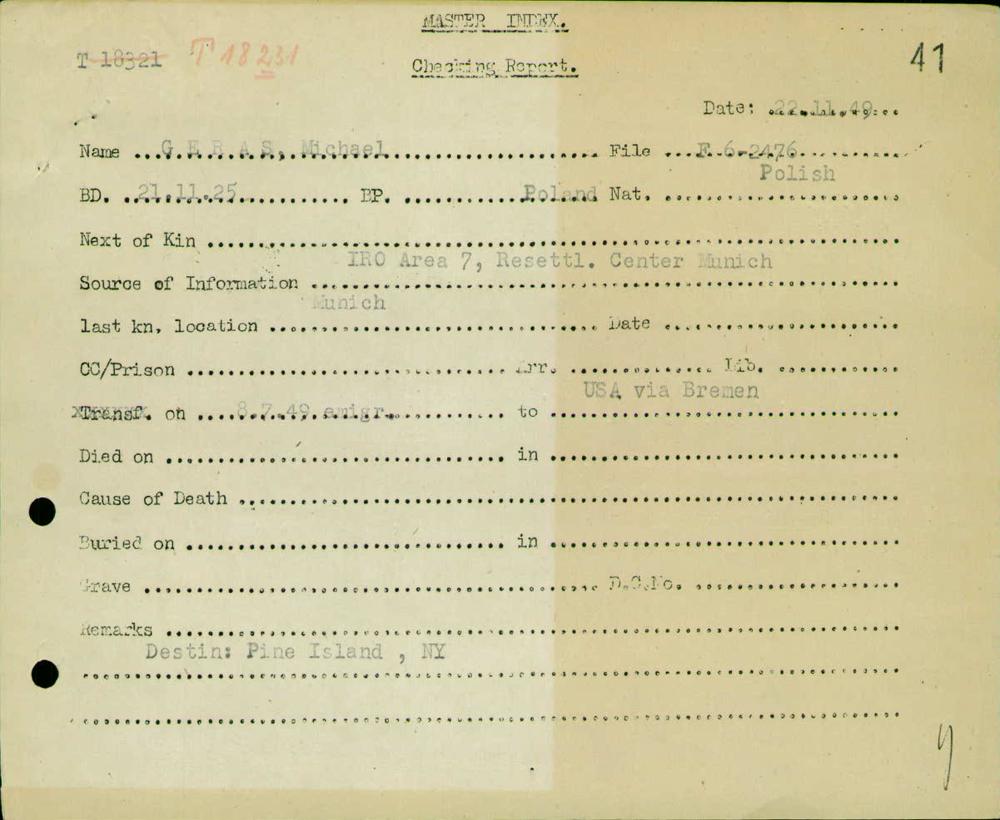 MASTER INDEX.
T 18321 T 18231 41
Checking Report.
Date: 22.11.49
Name G E R A S, Michael File F 6-2476
Polish
BD. 21.11.25 BP. Poland Nat.
Next of Kin
IRO Area 7, Resettl. Center Munich
Source of Information
Munich
last kn. location Date
CC/Prison Arr. Lib.
USA via Bremen
Transf. on 8.7.49 emigr. to
Died on in
Cause of Death
Buried on in
Grave D.C.No.
Remarks
Destin: Pine Island , NY